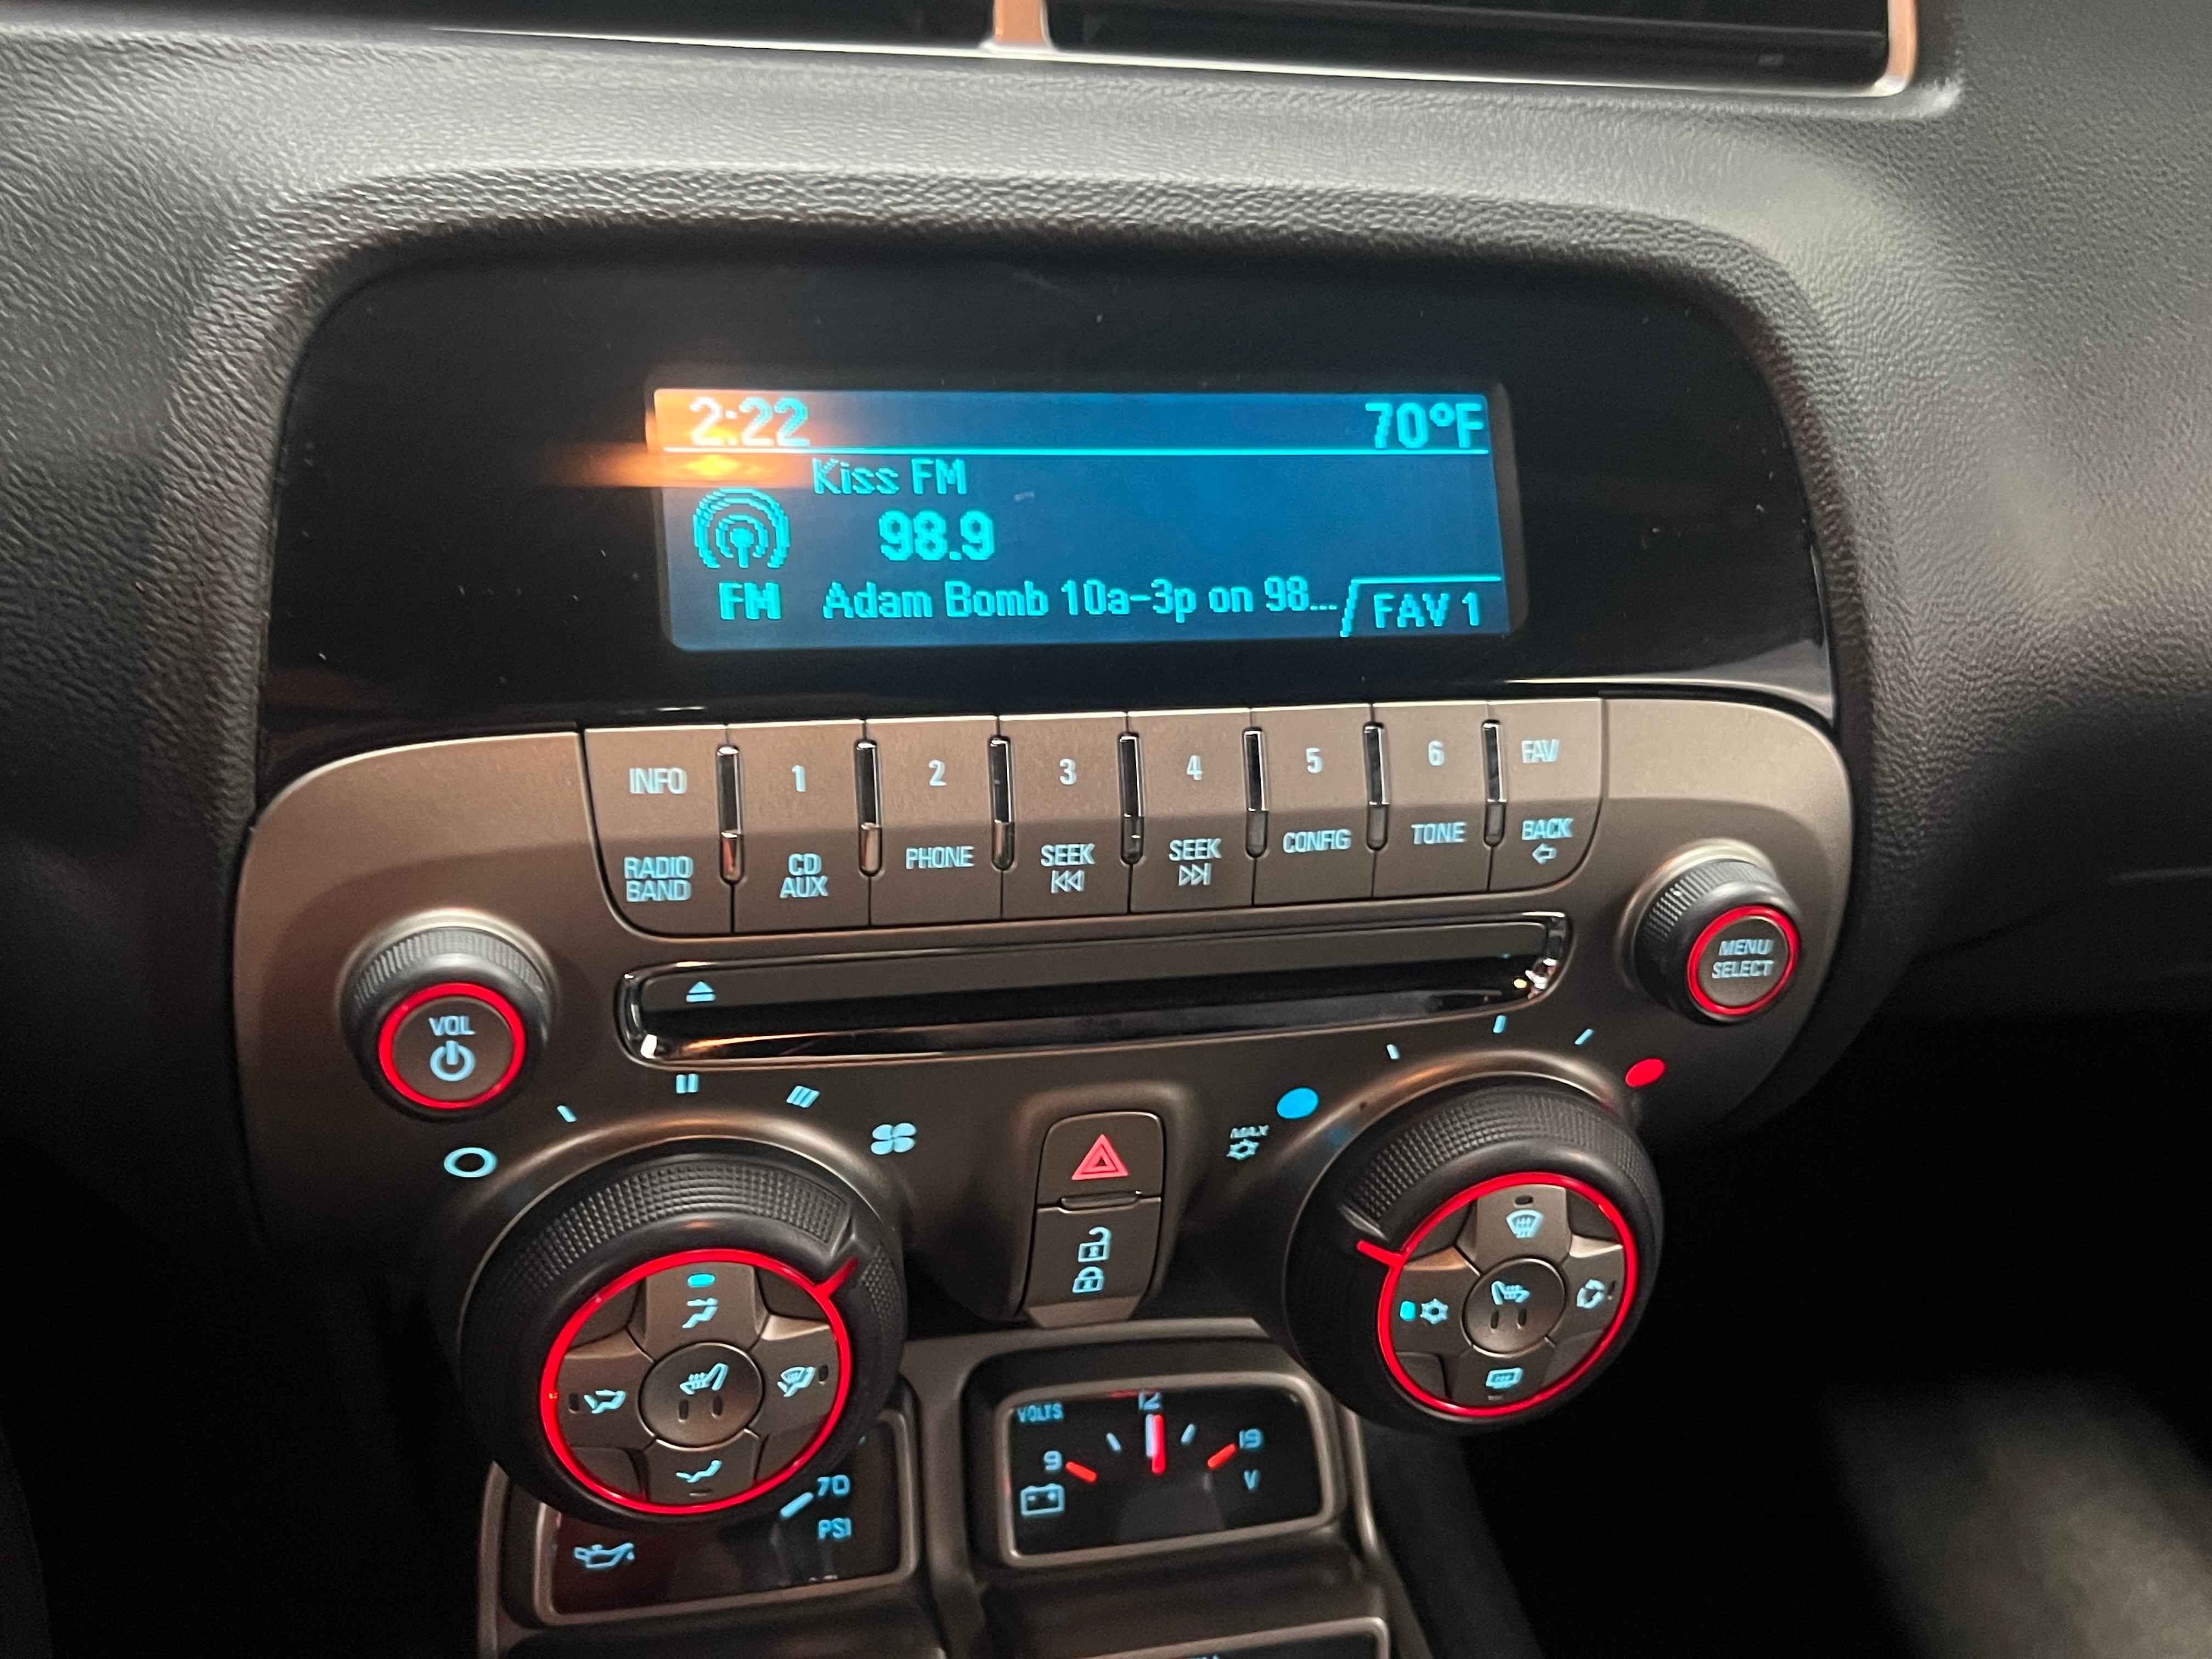 2:22 70°F
Kiss FM
98.9
FM Adam Bomb 10a-3p on 98... FAV 1
INFO 1 2 3 4 5 6 FAV
RADIO BAND CD AUX PHONE SEEK SEEK CONFIG TONE BACK
MENU SELECT
VOL
MAX
VOLTS 12
9 19
V
70
PSI